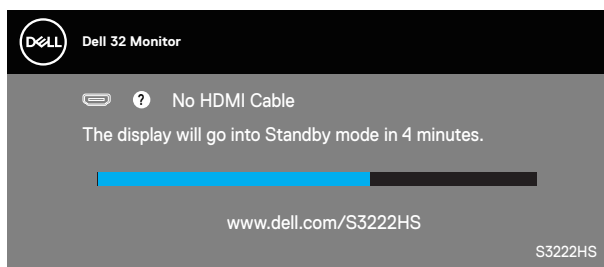 DELL
Dell 32 Monitor
? No HDMI Cable
The display will go into Standby mode in 4 minutes.
www.dell.com/S3222HS
S3222HS